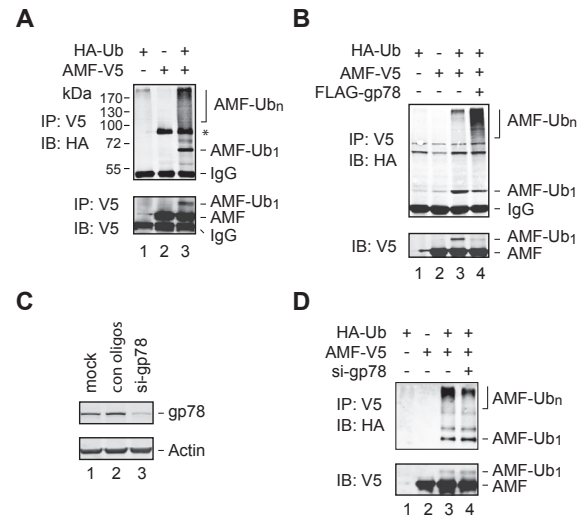 A
HA-Ub + - +
AMF-V5 - + +
kDa
170-
130-
100-
72-
55-
IP: V5
IB: HA
AMF-Ubn
*
AMF-Ub1
IgG
IP: V5
IB: V5
AMF-Ub1
AMF
IgG
1 2 3
B
HA-Ub + - + +
AMF-V5 - + + +
FLAG-gp78 - - - +
IP: V5
IB: HA
AMF-Ubn
AMF-Ub1
IgG
IB: V5
AMF-Ub1
AMF
1 2 3 4
C
mock
con oligos
si-gp78
gp78
Actin
1 2 3
D
HA-Ub + - + +
AMF-V5 - + + +
si-gp78 - - - +
IP: V5
IB: HA
AMF-Ubn
AMF-Ub1
IB: V5
AMF-Ub1
AMF
1 2 3 4